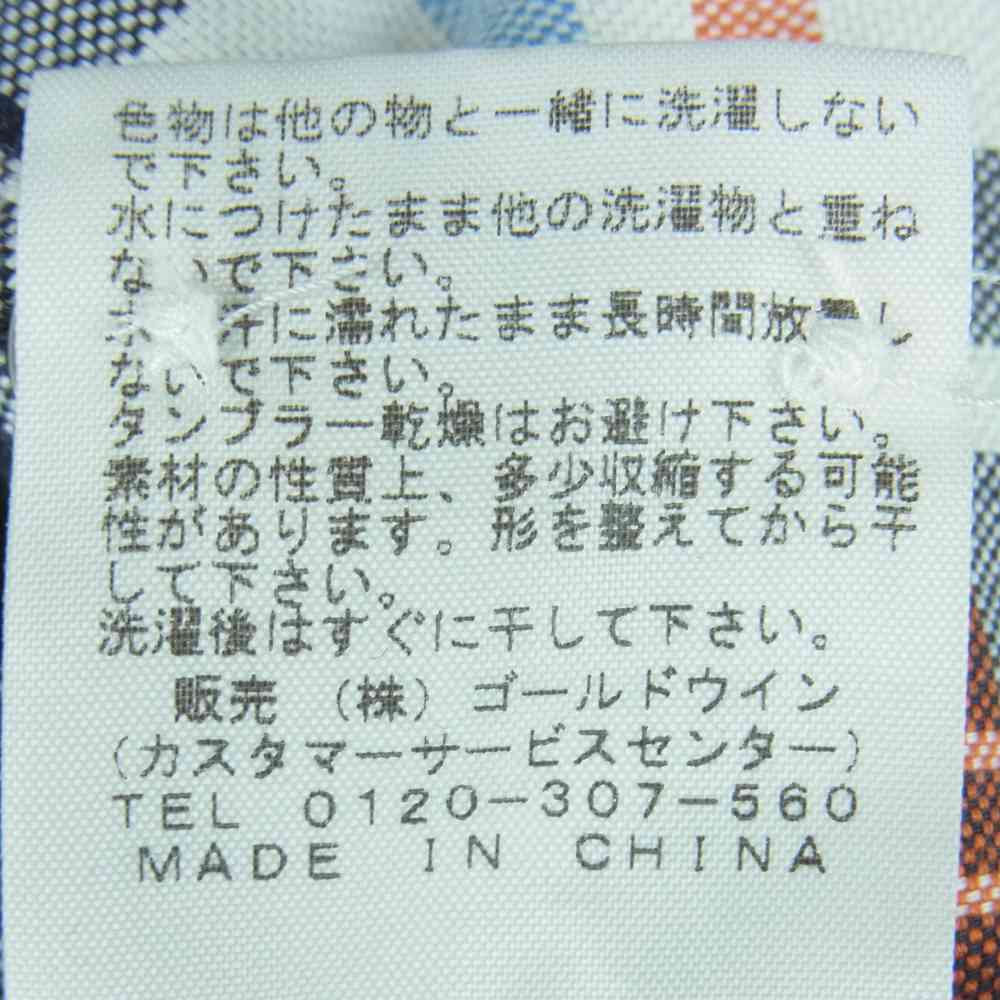 色物は他の物と一緒に洗濯しない
で下さい。
水につけたまま他の洗濯物と重ね
ないで下さい。
汗に濡れたまま長時間放置し
ないで下さい。
タンブラー乾燥はお避け下さい。
素材の性質上、多少収縮する可能
性があります。形を整えてから干
して下さい。
洗濯後はすぐに干して下さい。
販売 (株) ゴールドウイン
(カスタマーサービスセンター)
TEL 0120-307-560
MADE IN CHINA